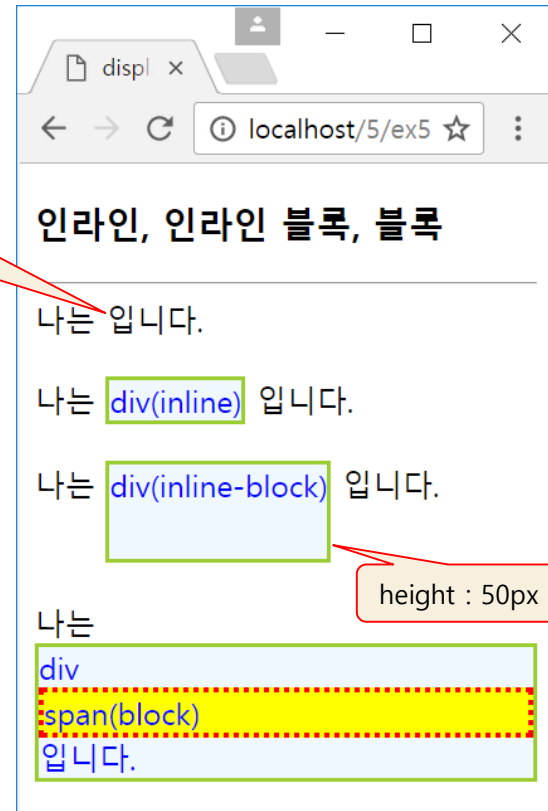 displ
localhost/5/ex5
인라인, 인라인 블록, 블록
나는 입니다.
나는 div(inline) 입니다.
나는 div(inline-block) 입니다.
height : 50px
나는
div
span(block)
입니다.